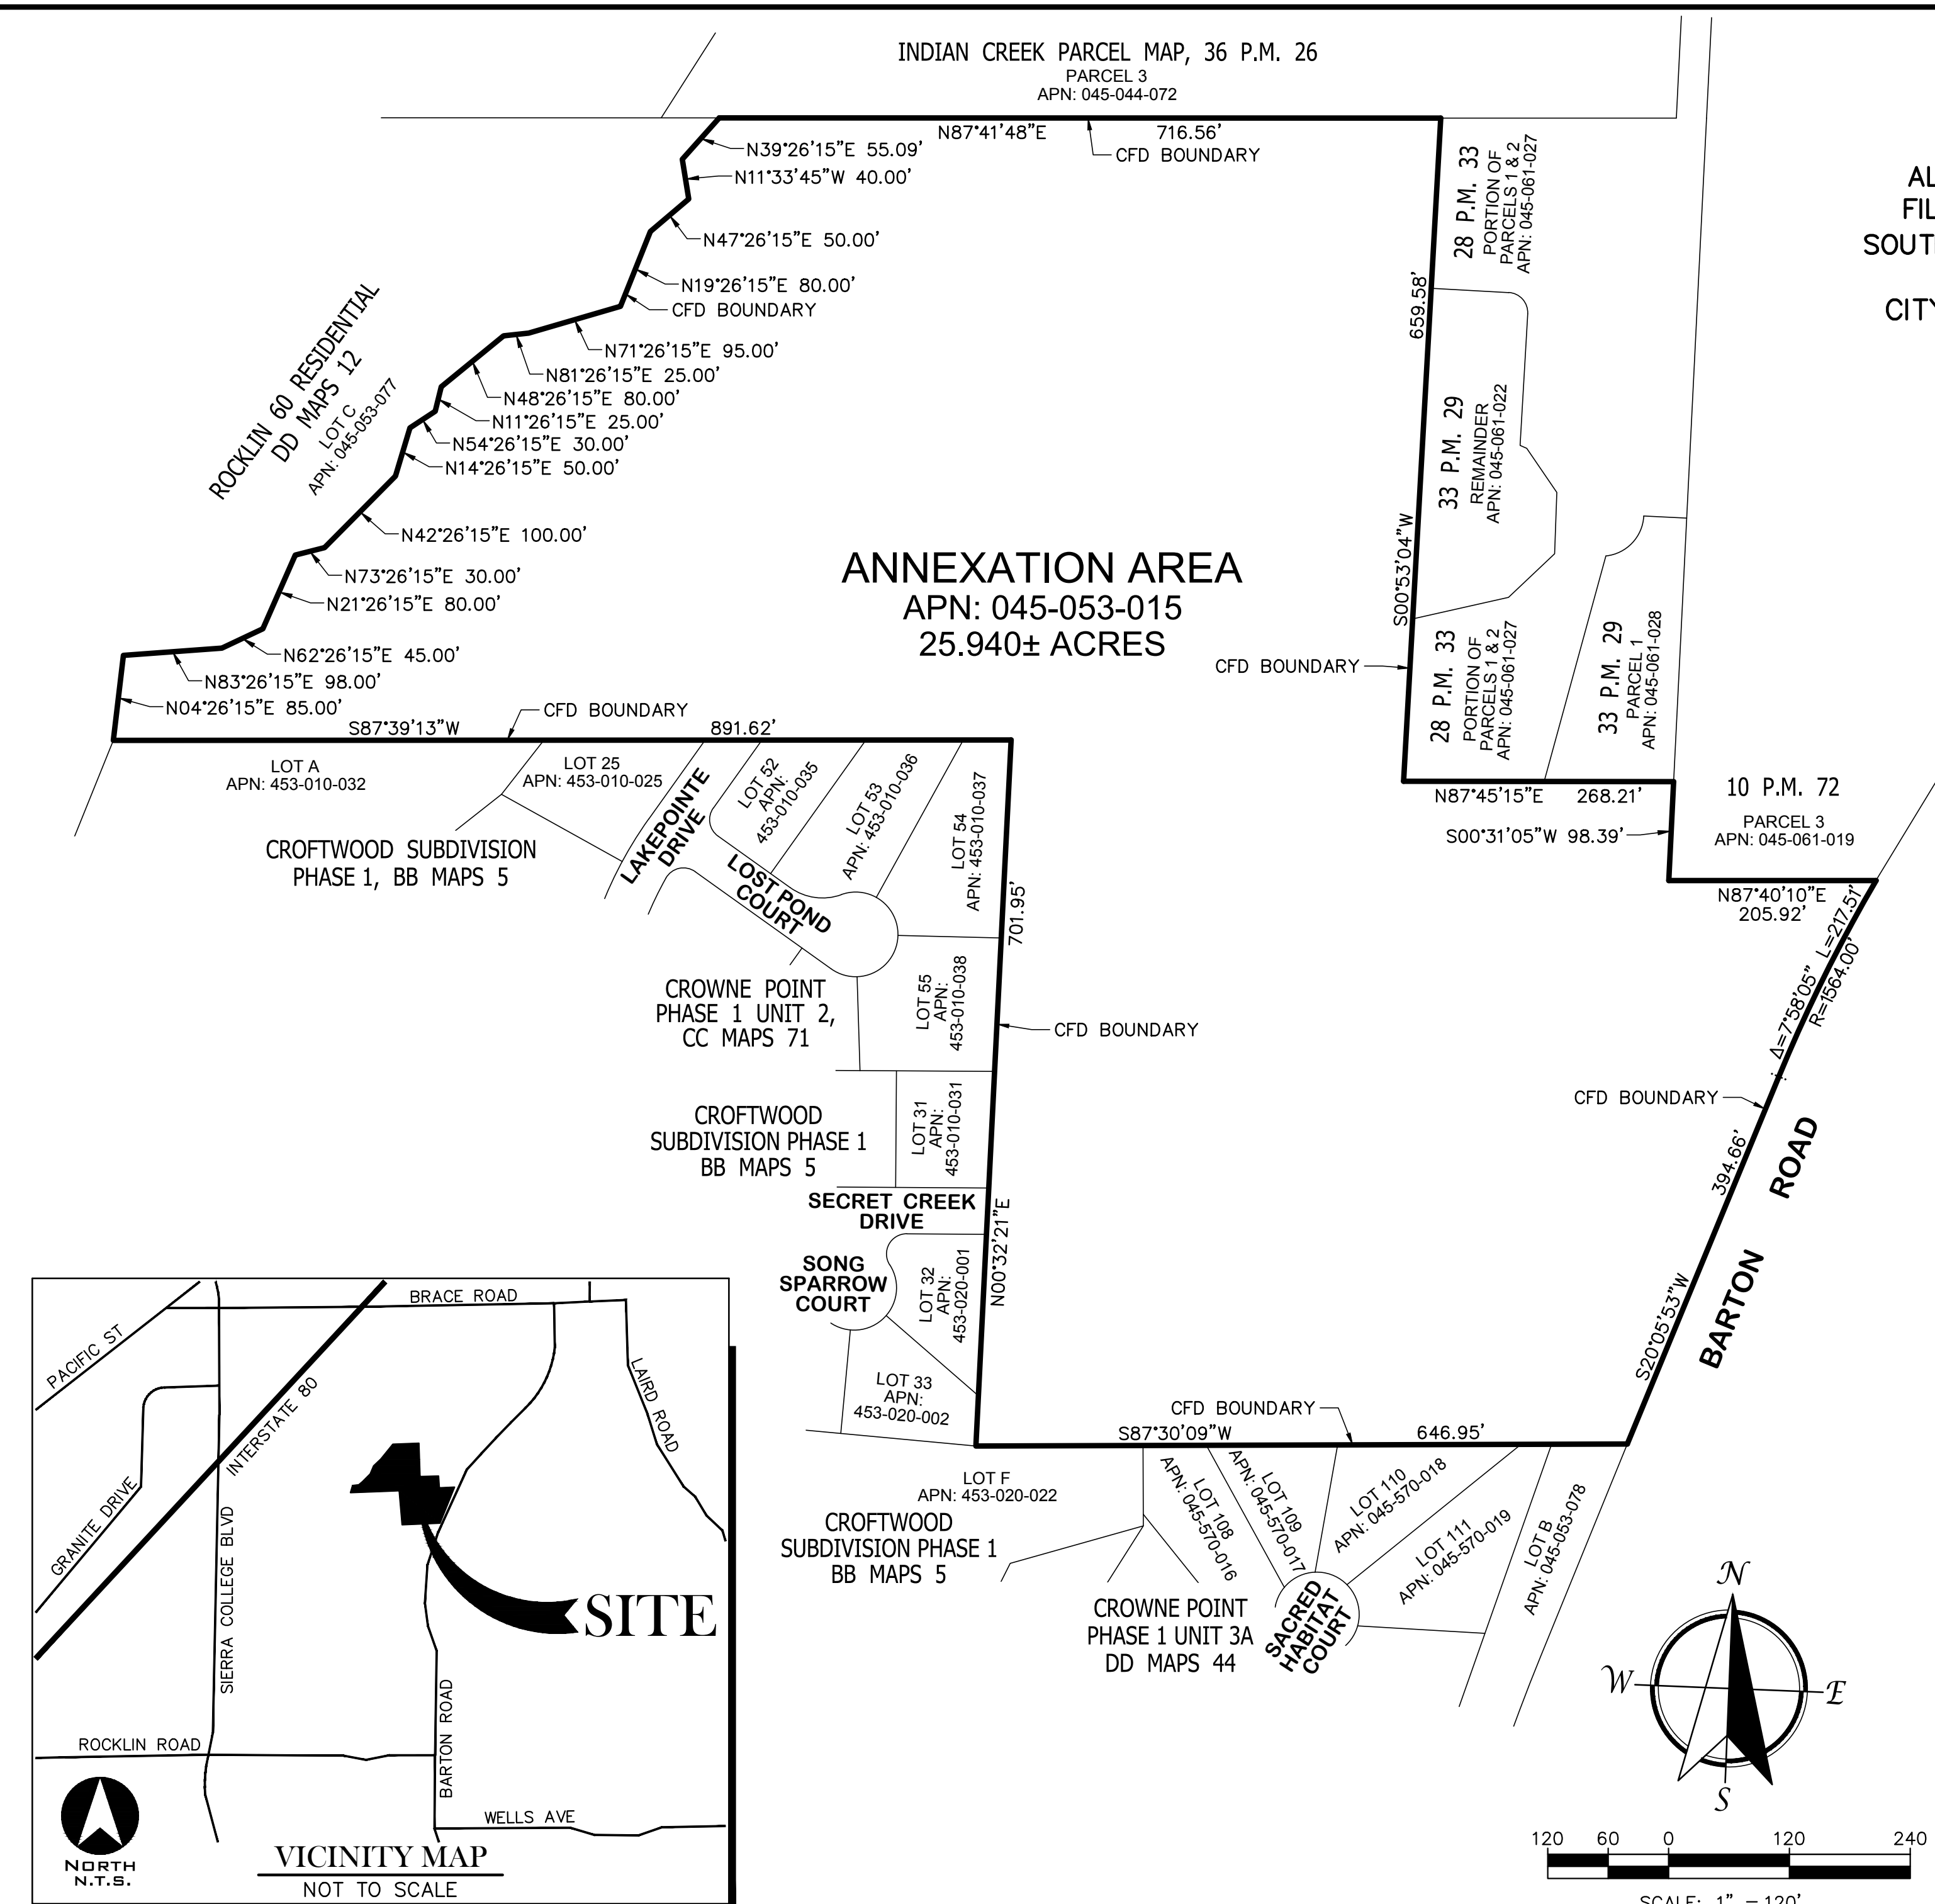 INDIAN CREEK PARCEL MAP, 36 P.M. 26
PARCEL 3
APN: 045-044-072
N87°41'48"E 716.56'
CFD BOUNDARY
N39°26'15"E 55.09'
N11°33'45"W 40.00'
N47°26'15"E 50.00'
N19°26'15"E 80.00'
CFD BOUNDARY
N71°26'15"E 95.00'
N81°26'15"E 25.00'
N48°26'15"E 80.00'
N11°26'15"E 25.00'
N54°26'15"E 30.00'
N14°26'15"E 50.00'
N42°26'15"E 100.00'
N73°26'15"E 30.00'
N21°26'15"E 80.00'
N62°26'15"E 45.00'
N83°26'15"E 98.00'
N04°26'15"E 85.00'
ROCKLIN 60 RESIDENTIAL
DD MAPS 12
LOT C
APN: 045-053-077
28 P.M. 33
PORTION OF
PARCELS 1 & 2
APN: 045-061-027
659.58'
S00°53'04"W
33 P.M. 29
REMAINDER
APN: 045-061-022
ANNEXATION AREA
APN: 045-053-015
25.940± ACRES
CFD BOUNDARY
28 P.M. 33
PORTION OF
PARCELS 1 & 2
APN: 045-061-027
33 P.M. 29
PARCEL 1
APN: 045-061-028
AL
FIL
SOUT
CITY
S87°39'13"W 891.62'
CFD BOUNDARY
LOT A
APN: 453-010-032
LOT 25
APN: 453-010-025
LAKEPOINTE
DRIVE
LOT 52
APN:
453-010-035
LOT 53
APN: 453-010-036
LOT 54
APN: 453-010-037
CROFTWOOD SUBDIVISION
PHASE 1, BB MAPS 5
LOST POND
COURT
N87°45'15"E 268.21'
S00°31'05"W 98.39'
10 P.M. 72
PARCEL 3
APN: 045-061-019
N87°40'10"E
205.92'
Δ=7°58'05" L=217.51'
R=1564.00'
701.95'
N00°32'21"E
CFD BOUNDARY
CROWNE POINT
PHASE 1 UNIT 2,
CC MAPS 71
LOT 55
APN:
453-010-038
CROFTWOOD
SUBDIVISION PHASE 1
BB MAPS 5
LOT 31
APN:
453-010-031
SECRET CREEK
DRIVE
SONG
SPARROW
COURT
LOT 32
APN:
453-020-001
LOT 33
APN:
453-020-002
CFD BOUNDARY
394.66'
S20°05'53"W
BARTON ROAD
CFD BOUNDARY
S87°30'09"W 646.95'
LOT F
APN: 453-020-022
CROFTWOOD
SUBDIVISION PHASE 1
BB MAPS 5
LOT 108
APN: 045-570-016
LOT 109
APN: 045-570-017
LOT 110
APN: 045-570-018
LOT 111
APN: 045-570-019
LOT B
APN: 045-053-078
CROWNE POINT
PHASE 1 UNIT 3A
DD MAPS 44
SACRED
HABITAT
COURT
BRACE ROAD
PACIFIC ST
INTERSTATE 80
LAIRD ROAD
GRANITE DRIVE
SIERRA COLLEGE BLVD
SITE
BARTON ROAD
ROCKLIN ROAD
WELLS AVE
NORTH
N.T.S.
VICINITY MAP
NOT TO SCALE
N
W E
S
120 60 0 120 240
SCALE: 1" = 120'